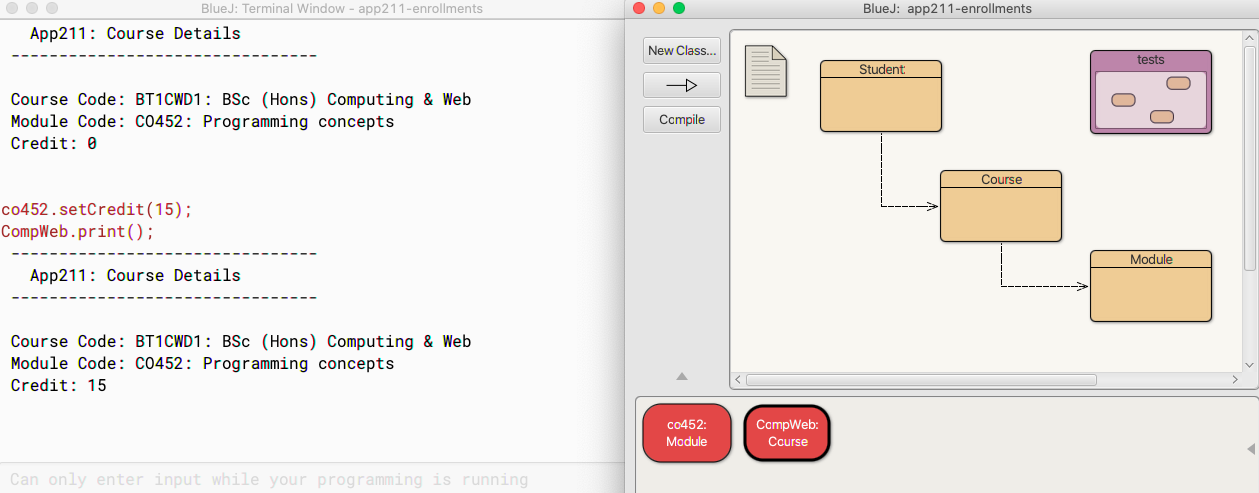 BlueJ: Terminal Window - app211-enrollments
App211: Course Details
--------------------------------
Course Code: BT1CWD1: BSc (Hons) Computing & Web
Module Code: CO452: Programming concepts
Credit: 0
co452.setCredit(15);
CompWeb.print();
--------------------------------
App211: Course Details
--------------------------------
Course Code: BT1CWD1: BSc (Hons) Computing & Web
Module Code: CO452: Programming concepts
Credit: 15
Can only enter input while your programming is running
BlueJ: app211-enrollments
New Class...
Compile
Student
tests
Course
Module
co452:
Module
CompWeb:
Course